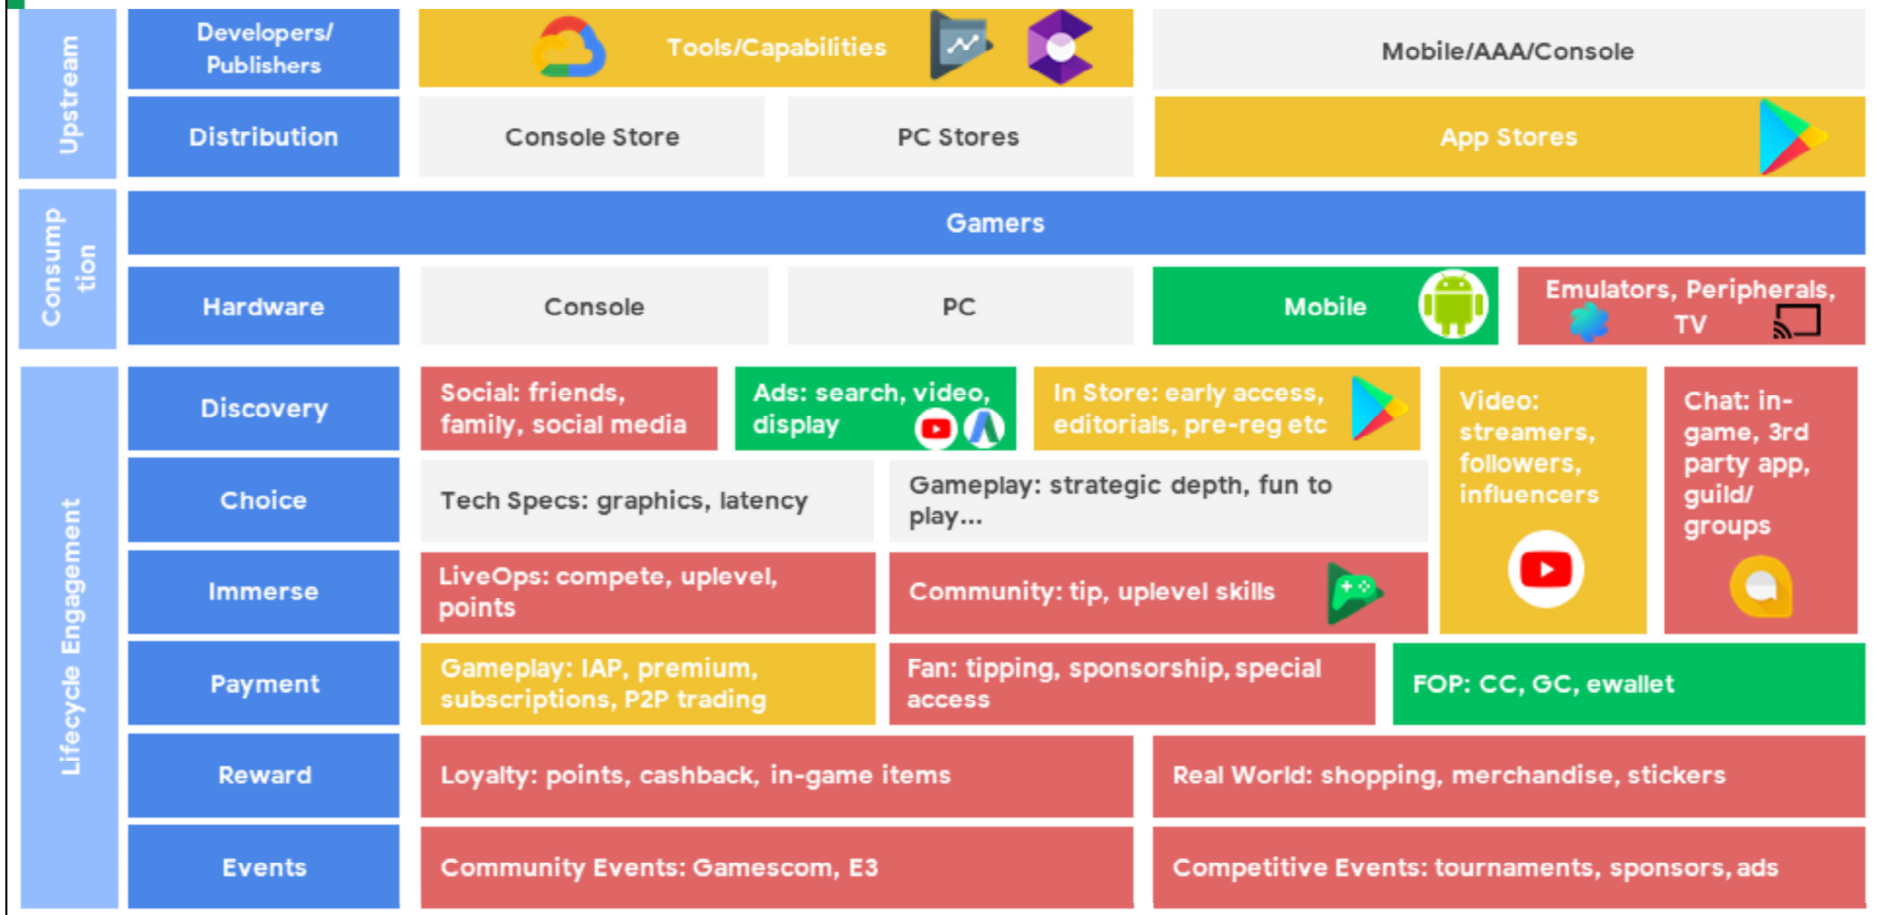 Upstream
Developers/
Publishers
Tools/Capabilities
Mobile/AAA/Console
Distribution
Console Store
PC Stores
App Stores
Consump
tion
Gamers
Hardware
Console
PC
Mobile
Emulators, Peripherals,
TV
Lifecycle Engagement
Discovery
Social: friends,
family, social media
Ads: search, video,
display
In Store: early access,
editorials, pre-reg etc
Video:
streamers,
followers,
influencers
Chat: in-
game, 3rd
party app,
guild/
groups
Choice
Tech Specs: graphics, latency
Gameplay: strategic depth, fun to
play...
Immerse
LiveOps: compete, uplevel,
points
Community: tip, uplevel skills
Payment
Gameplay: IAP, premium,
subscriptions, P2P trading
Fan: tipping, sponsorship, special
access
FOP: CC, GC, ewallet
Reward
Loyalty: points, cashback, in-game items
Real World: shopping, merchandise, stickers
Events
Community Events: Gamescom, E3
Competitive Events: tournaments, sponsors, ads